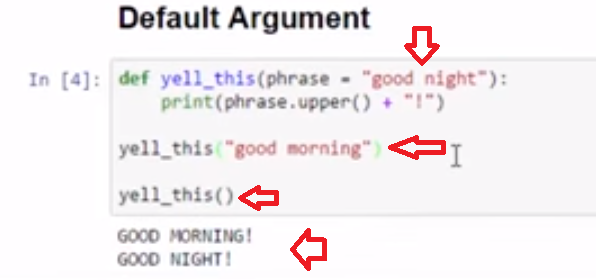 Default Argument
In [4]: def yell_this(phrase = "good night"):
print(phrase.upper() + "!")
yell_this("good morning")
yell_this()
GOOD MORNING!
GOOD NIGHT!